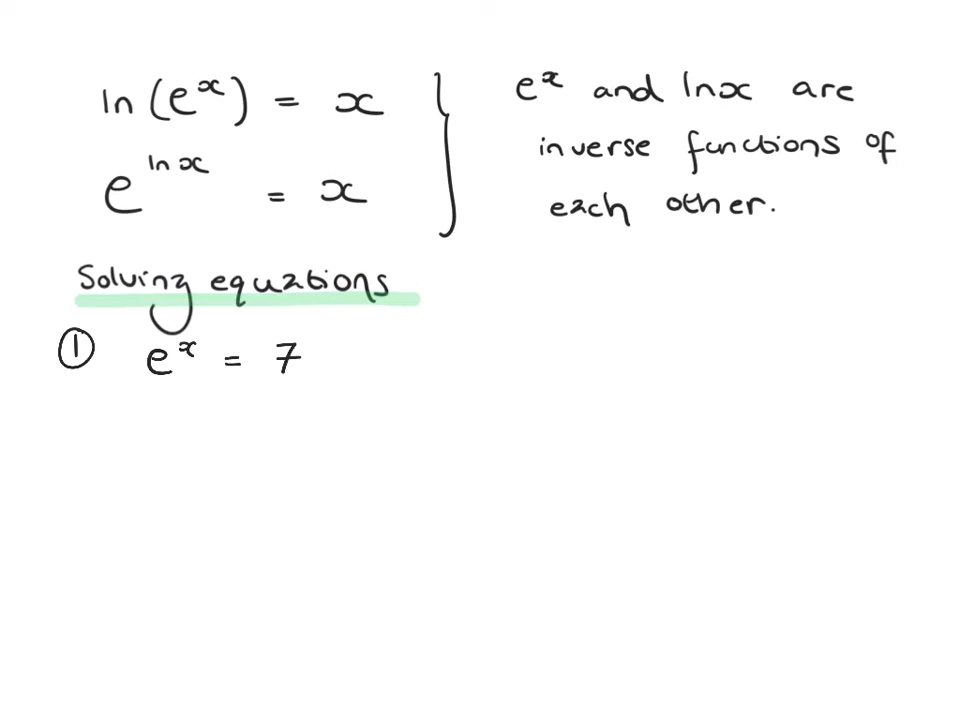 ln(e^x) = x
e^{ln x} = x
e^x and ln x are
inverse functions of
each other.
Solving equations
① e^x = 7